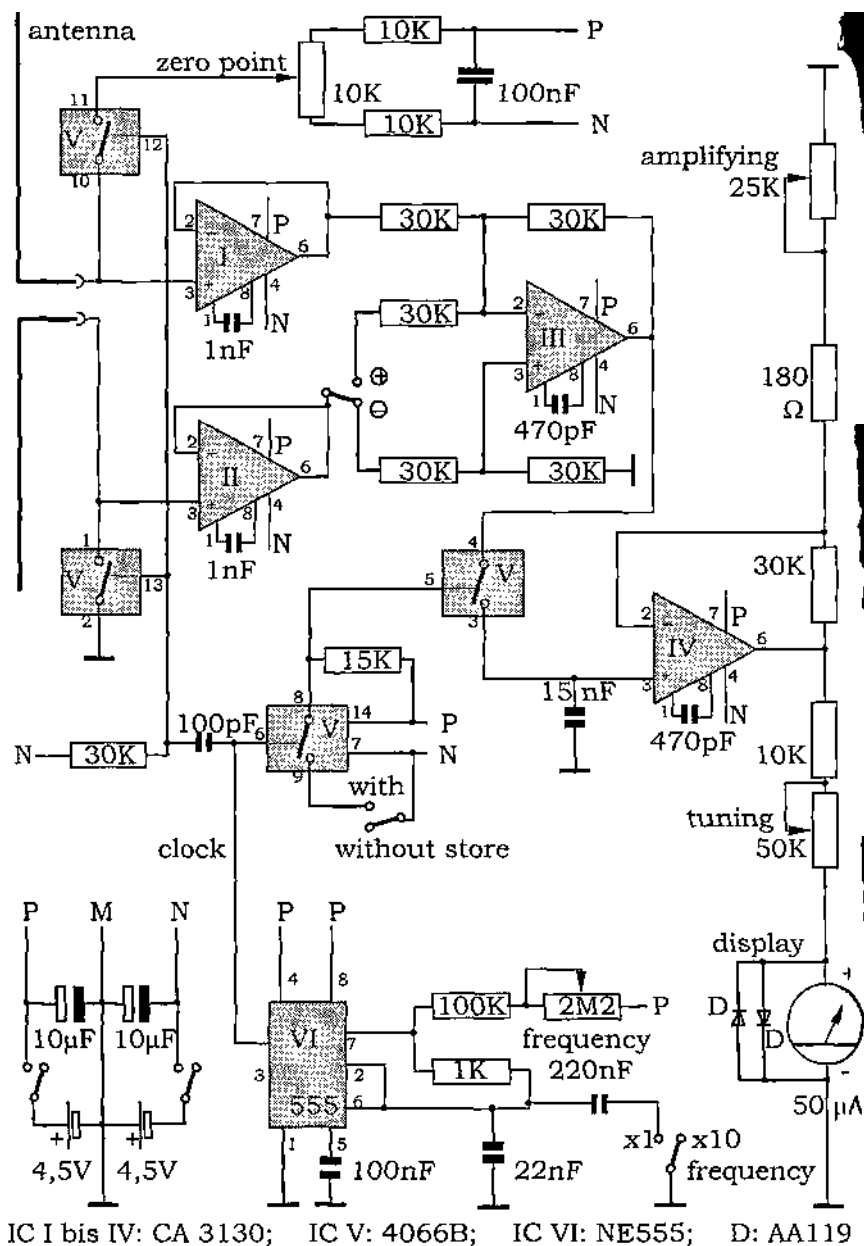 antenna
zero point
10K
P
10K
100nF
10K
N
11
V
12
10
amplifying
25K
2
7
P
-
I
6
3
+
8
4
1
N
1nF
30K
30K
30K
2
7
P
-
III
6
3
+
8
4
1
N
470pF
⊕
⊖
180
Ω
2
7
P
-
II
6
3
+
8
4
1
N
1nF
30K
30K
1
V
13
2
4
5
V
3
30K
2
7
P
-
IV
6
3
+
8
4
1
N
470pF
15 nF
15K
8
14
P
V
100pF
6
7
N
9
N
30K
with
without store
10K
tuning
50K
clock
P
M
N
P
P
4
8
display
+
D
D
-
50 µA
10µF
10µF
VI
7
3
2
555
6
1
5
100K
2M2
P
frequency
1K
220nF
x1
x10
frequency
+
+
4,5V
4,5V
100nF
22nF
IC I bis IV: CA 3130; IC V: 4066B; IC VI: NE555; D: AA119